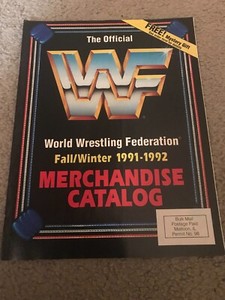 The Official
FREE! Mystery Gift
WF
World Wrestling Federation
Fall/Winter 1991-1992
MERCHANDISE
CATALOG
Bulk Mail
Postage Paid
Permit No. 98